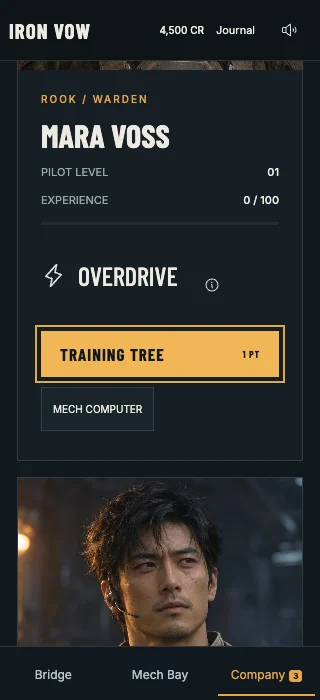 IRON VOW
4,500 CR Journal
ROOK / WARDEN
MARA VOSS
PILOT LEVEL 01
EXPERIENCE 0 / 100
OVERDRIVE
TRAINING TREE 1 PT
MECH COMPUTER
Bridge Mech Bay Company 3